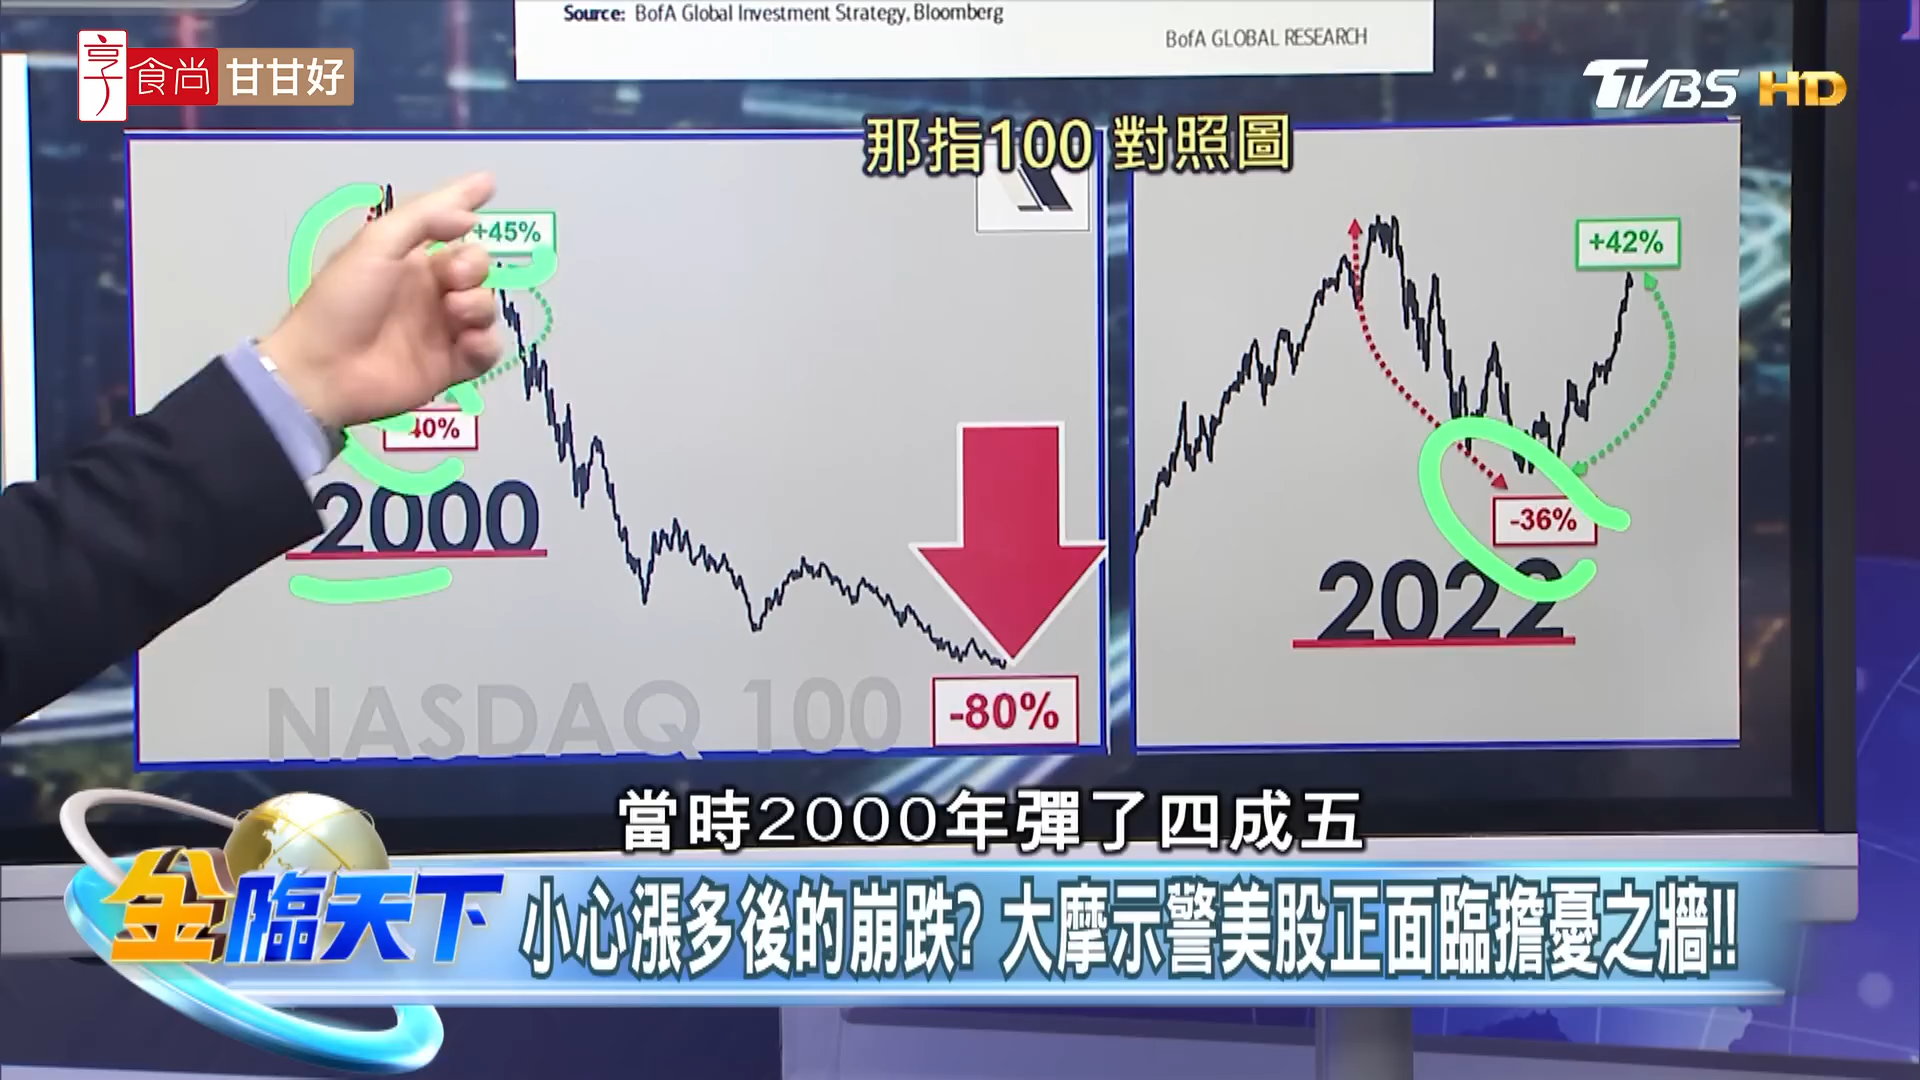 Source: BofA Global Investment Strategy, Bloomberg
BofA GLOBAL RESEARCH
享食尚 甘甘好
TVBS HD
那指100 對照圖
+45%
-40%
2000
NASDAQ 100
-80%
+42%
-36%
2022
當時2000年彈了四成五
金臨天下
小心漲多後的崩跌? 大摩示警美股正面臨擔憂之牆!!